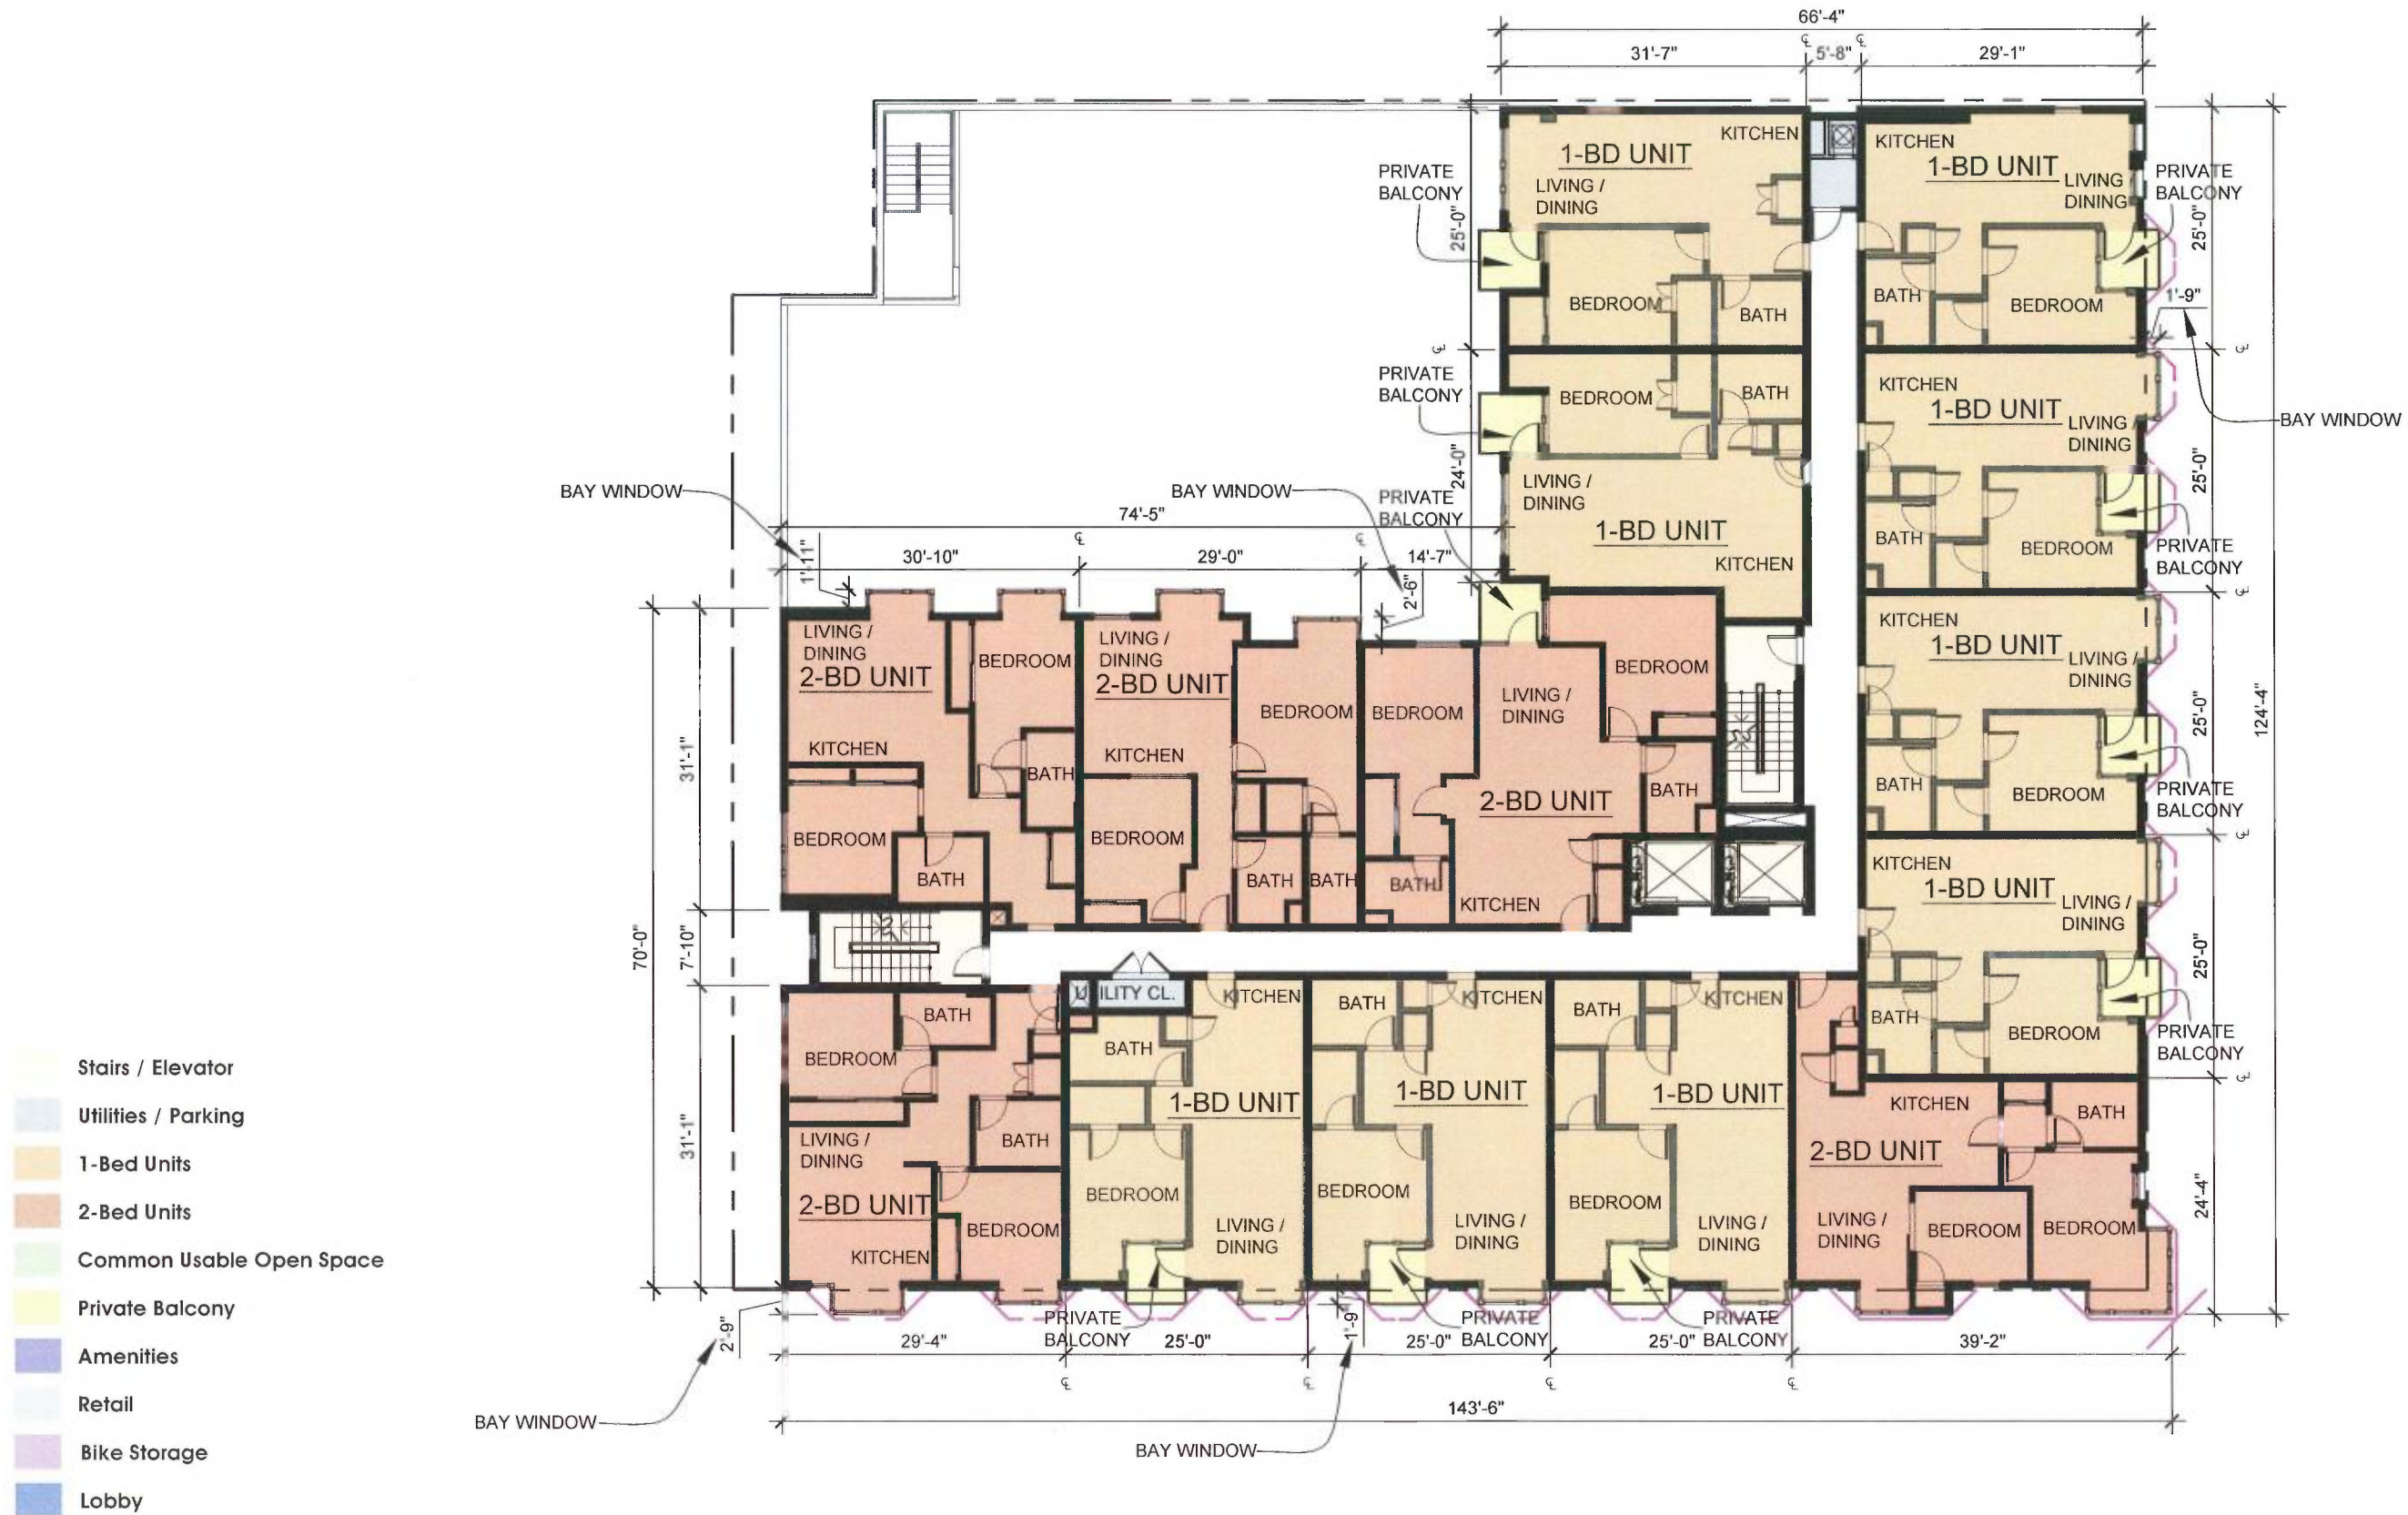 66'-4"
31'-7"
5'-8"
29'-1"
KITCHEN
1-BD UNIT
LIVING /
DINING
PRIVATE
BALCONY
25'-0"
BEDROOM
BATH
KITCHEN
1-BD UNIT
LIVING
DINING
PRIVATE
BALCONY
25'-0"
BATH
BEDROOM
1'-9"
BAY WINDOW
PRIVATE
BALCONY
24'-0"
BEDROOM
BATH
LIVING /
DINING
1-BD UNIT
KITCHEN
KITCHEN
1-BD UNIT
LIVING /
DINING
25'-0"
BATH
BEDROOM
PRIVATE
BALCONY
BAY WINDOW
BAY WINDOW
PRIVATE
BALCONY
74'-5"
1'-11"
30'-10"
29'-0"
14'-7"
2'-6"
LIVING /
DINING
2-BD UNIT
BEDROOM
KITCHEN
BATH
BEDROOM
BATH
LIVING /
DINING
2-BD UNIT
BEDROOM
KITCHEN
BEDROOM
BATH
BATH
BEDROOM
LIVING /
DINING
BEDROOM
2-BD UNIT
BATH
BATH
KITCHEN
KITCHEN
1-BD UNIT
LIVING /
DINING
25'-0"
124'-4"
BATH
BEDROOM
PRIVATE
BALCONY
KITCHEN
1-BD UNIT
LIVING /
DINING
25'-0"
BATH
BEDROOM
PRIVATE
BALCONY
31'-1"
70'-0"
7'-10"
31'-1"
BATH
BEDROOM
LIVING /
DINING
BATH
2-BD UNIT
BEDROOM
KITCHEN
UTILITY CL.
KITCHEN
BATH
1-BD UNIT
BEDROOM
LIVING /
DINING
BATH
KITCHEN
1-BD UNIT
BEDROOM
LIVING /
DINING
BATH
KITCHEN
1-BD UNIT
BEDROOM
LIVING /
DINING
KITCHEN
BATH
2-BD UNIT
LIVING /
DINING
BEDROOM
BEDROOM
24'-4"
2'-9"
29'-4"
PRIVATE
BALCONY
25'-0"
1'-9
25'-0"
PRIVATE
BALCONY
25'-0"
PRIVATE
BALCONY
39'-2"
143'-6"
BAY WINDOW
BAY WINDOW
Stairs / Elevator
Utilities / Parking
1-Bed Units
2-Bed Units
Common Usable Open Space
Private Balcony
Amenities
Retail
Bike Storage
Lobby